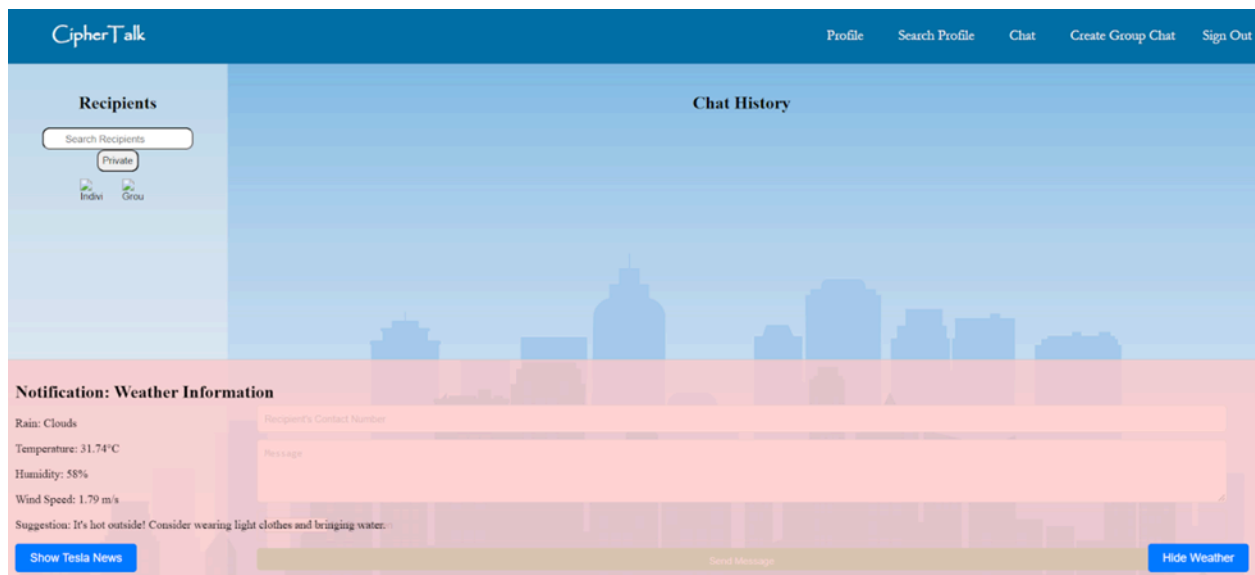 CipherTalk
Profile Search Profile Chat Create Group Chat Sign Out
Recipients
Chat History
Search Recipients
Private
Indivi Grou
Notification: Weather Information
Rain: Clouds
Recipient's Contact Number
Temperature: 31.74°C
Message
Humidity: 58%
Wind Speed: 1.79 m/s
Suggestion: It's hot outside! Consider wearing light clothes and bringing water.
Show Tesla News
Send Message
Hide Weather